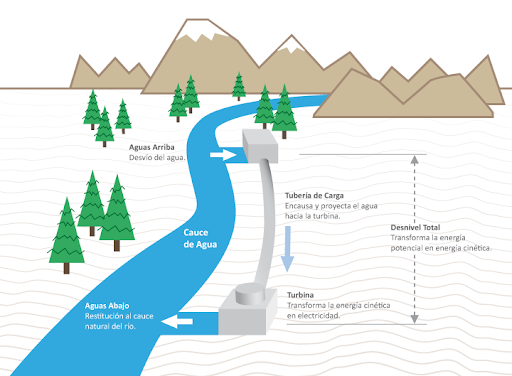 Aguas Arriba
Desvío del agua.
Tubería de Carga
Encausa y proyecta el agua
hacía la turbina.
Desnivel Total
Transforma la energía
potencial en energía cinética.
Cauce
de Agua
Aguas Abajo
Restitución al cauce
natural del río.
Turbina
Transforma la energía cinética
en electricidad.